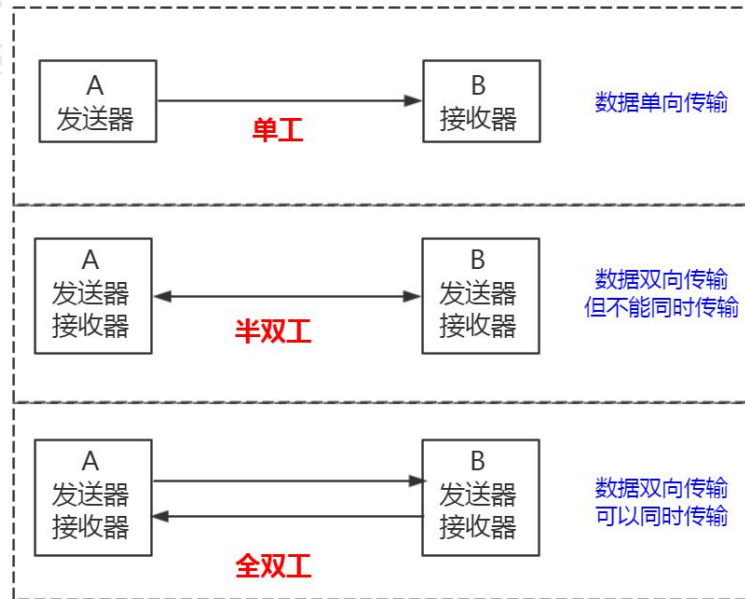 A
发送器
单工
B
接收器
数据单向传输
A
发送器
接收器
半双工
B
发送器
接收器
数据双向传输
但不能同时传输
A
发送器
接收器
全双工
B
发送器
接收器
数据双向传输
可以同时传输